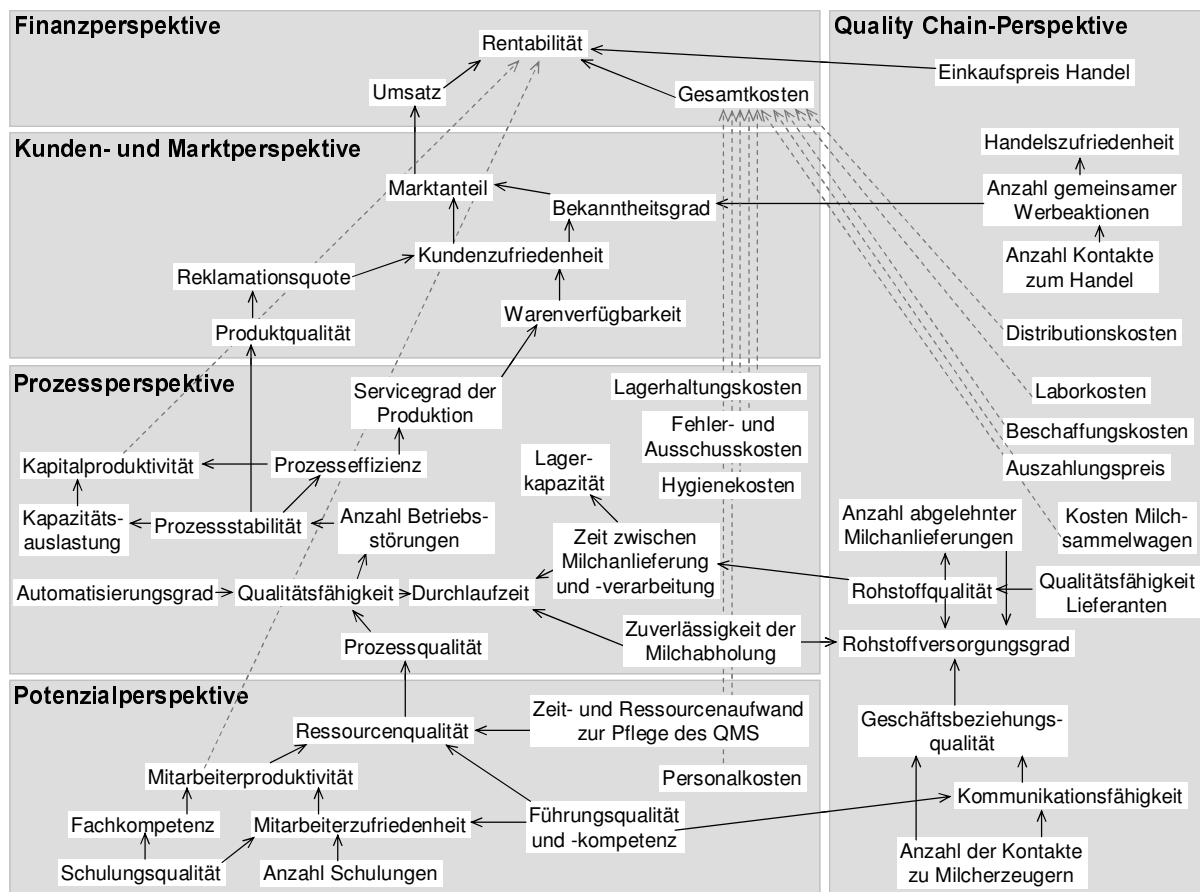 Finanzperspektive
Rentabilität
Umsatz
Gesamtkosten
Kunden- und Marktperspektive
Marktanteil
Bekanntheitsgrad
Kundenzufriedenheit
Reklamationsquote
Warenverfügbarkeit
Produktqualität
Prozessperspektive
Servicegrad der
Produktion
Lagerhaltungskosten
Fehler- und
Ausschusskosten
Kapitalproduktivität
Prozesseffizienz
Lager-
kapazität
Hygienekosten
Kapazitäts-
auslastung
Prozessstabilität
Anzahl Betriebs-
störungen
Zeit zwischen
Milchanlieferung
und -verarbeitung
Automatisierungsgrad
Qualitätsfähigkeit
Durchlaufzeit
Prozessqualität
Zuverlässigkeit der
Milchabholung
Potenzialperspektive
Ressourcenqualität
Zeit- und Ressourcenaufwand
zur Pflege des QMS
Mitarbeiterproduktivität
Personalkosten
Fachkompetenz
Mitarbeiterzufriedenheit
Führungsqualität
und -kompetenz
Schulungsqualität
Anzahl Schulungen
Quality Chain-Perspektive
Einkaufspreis Handel
Handelszufriedenheit
Anzahl gemeinsamer
Werbeaktionen
Anzahl Kontakte
zum Handel
Distributionskosten
Laborkosten
Beschaffungskosten
Auszahlungspreis
Anzahl abgelehnter
Milchanlieferungen
Kosten Milch-
sammelwagen
Rohstoffqualität
Qualitätsfähigkeit
Lieferanten
Rohstoffversorgungsgrad
Geschäftsbeziehungs-
qualität
Kommunikationsfähigkeit
Anzahl der Kontakte
zu Milcherzeugern